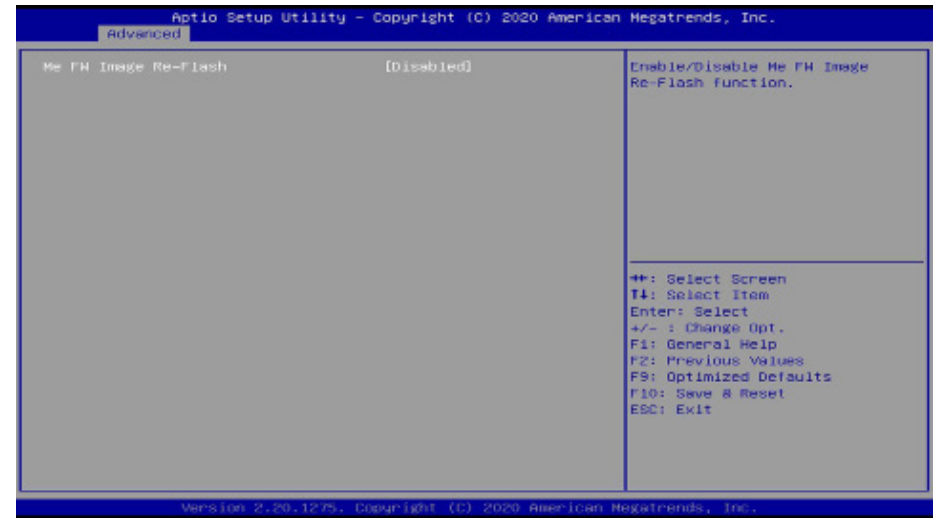 Aptio Setup Utility - Copyright (C) 2020 American Megatrends, Inc.
Advanced
Me FW Image Re-Flash [Disabled]
Enable/Disable Me FW Image
Re-Flash function.
↔: Select Screen
↑↓: Select Item
Enter: Select
+/- : Change Opt.
F1: General Help
F2: Previous Values
F9: Optimized Defaults
F10: Save & Reset
ESC: Exit
Version 2.20.1275. Copyright (C) 2020 American Megatrends, Inc.